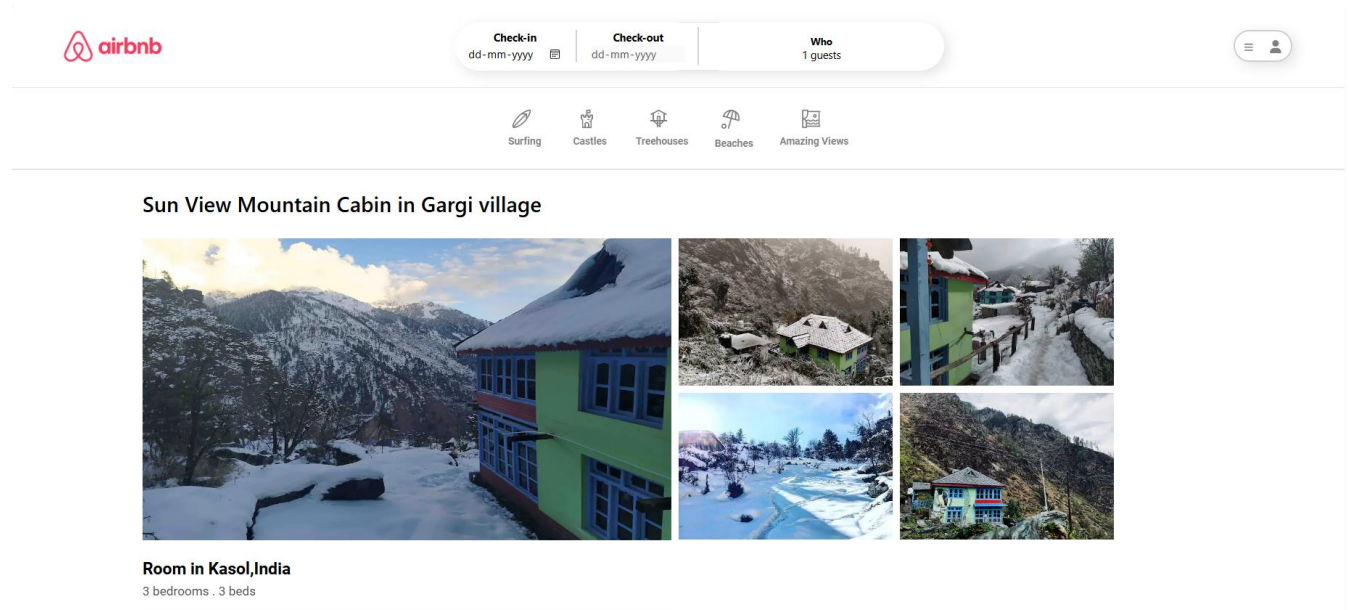 airbnb
Check-in
dd-mm-yyyy
Check-out
dd-mm-yyyy
Who
1 guests
Surfing
Castles
Treehouses
Beaches
Amazing Views
Sun View Mountain Cabin in Gargi village
Room in Kasol,India
3 bedrooms . 3 beds